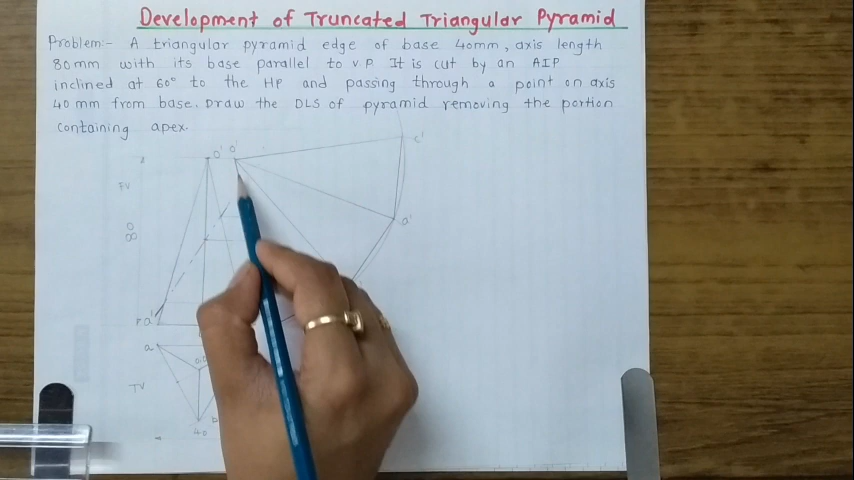 Development of Truncated Triangular Pyramid
Problem:- A triangular pyramid edge of base 40mm, axis length
80mm with its base parallel to V P. It is cut by an AIP
inclined at 60° to the HP and passing through a point on axis
40 mm from base. Draw the DLS of pyramid removing the portion
containing apex.
o' o'
c'
FV
80
a'
a'
a
TV
b
40